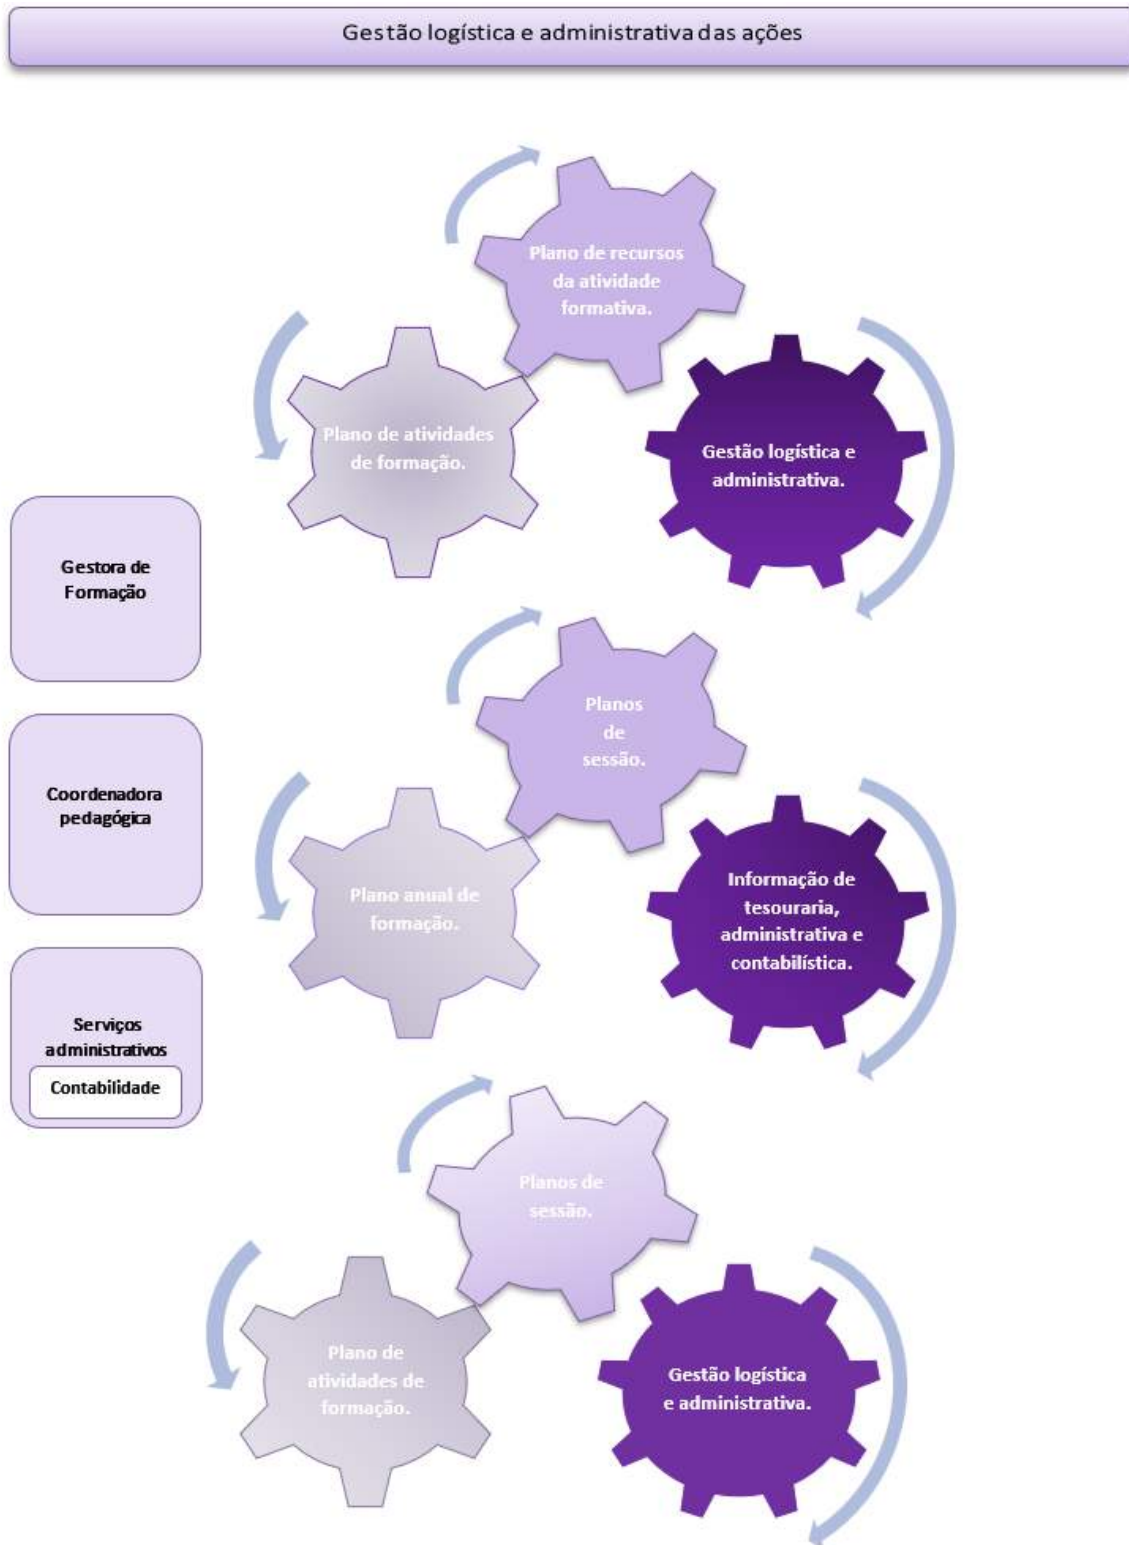 Gestão logística e administrativa das ações
Plano de recursos
da atividade
formativa.
Plano de atividades
de formação.
Gestão logística e
administrativa.
Gestora de
Formação
Planos
de
sessão.
Coordenadora
pedagógica
Plano anual de
formação.
Informação de
tesouraria,
administrativa e
contabilística.
Serviços
administrativos
Contabilidade
Planos de
sessão.
Plano de
atividades de
formação.
Gestão logística
e administrativa.